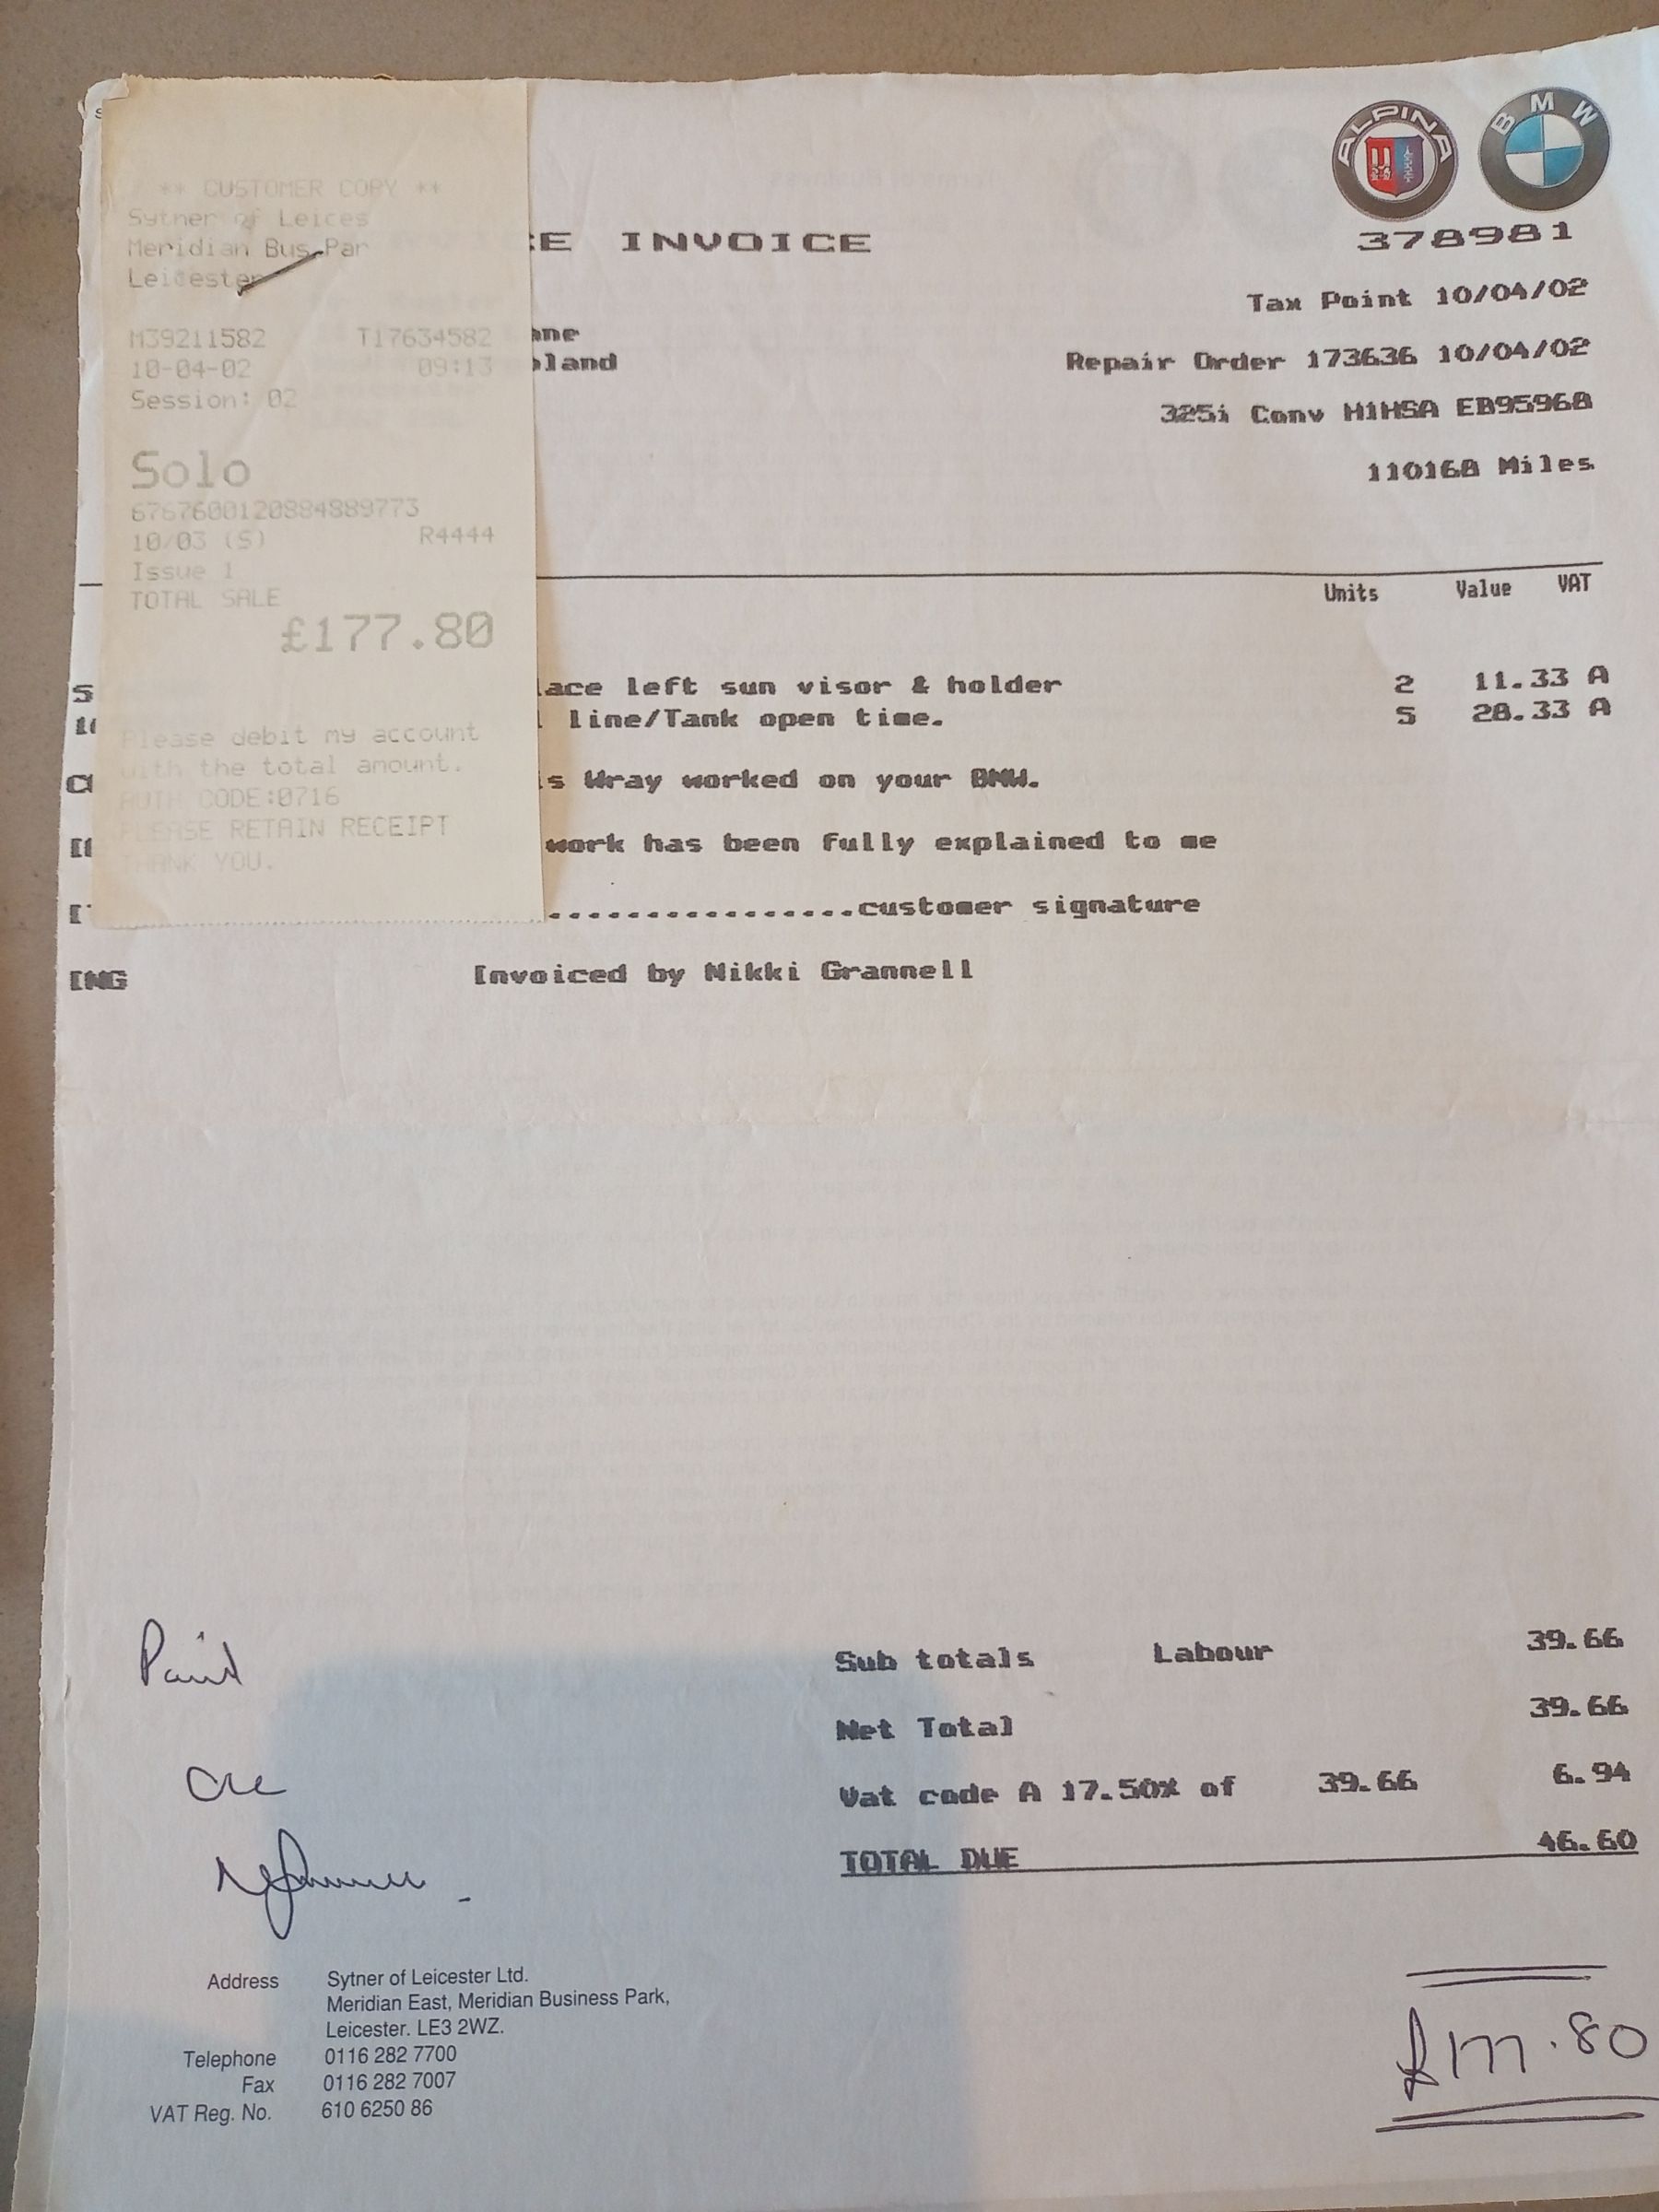 ** CUSTOMER COPY **
Sytner of Leices
Meridian Bus Par
Leicester
M39211582 T17634582
10-04-02 09:13
Session: 02
Solo
6767600120884889773
10/03 (S) R4444
Issue 1
TOTAL SALE
£177.80
Please debit my account
with the total amount.
AUTH CODE:0716
PLEASE RETAIN RECEIPT
THANK YOU.
ALPINA
BMW
E INVOICE 378981
Tax Point 10/04/02
ane
land Repair Order 173636 10/04/02
325i Conv H1HSA EB95968
110168 Miles
Units Value VAT
lace left sun visor & holder 2 11.33 A
line/Tank open time. 5 28.33 A
s Wray worked on your BMW.
work has been fully explained to me
................customer signature
[NG Invoiced by Nikki Grannell
Paid
Sub totals Labour 39.66
Net Total 39.66
Vat code A 17.50% of 39.66 6.94
TOTAL DUE 46.60
Address Sytner of Leicester Ltd.
Meridian East, Meridian Business Park,
Leicester. LE3 2WZ.
Telephone 0116 282 7700
Fax 0116 282 7007
VAT Reg. No. 610 6250 86
£177.80